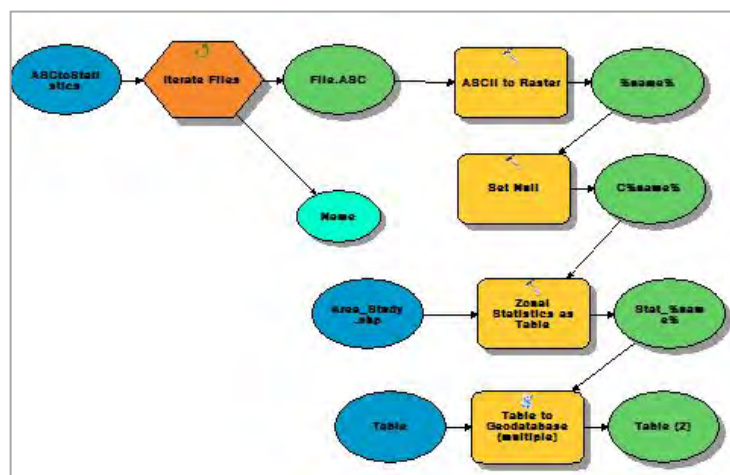 ASCtoStati
stics
Iterate Files
File.ASC
ASCII to Raster
%name%
Name
Set Null
C%name%
Area_Study
.shp
Zonal
Statistics as
Table
Stat_%nam
e%
Table
Table to
Geodatabase
(multiple)
Table (2)